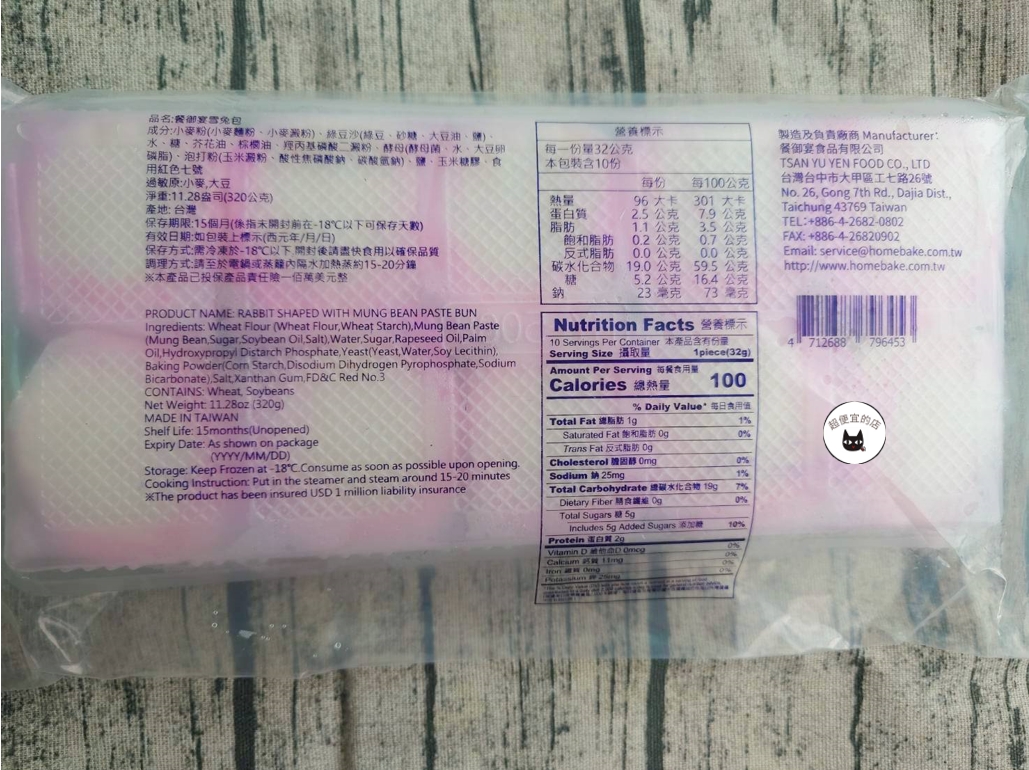 品名:餐御宴雪兔包
成分:小麥粉(小麥麵粉、小麥澱粉)、綠豆沙(綠豆、砂糖、大豆油、鹽)、
水、糖、芥花油、棕櫚油、羥丙基磷酸二澱粉、酵母(酵母菌、水、大豆卵
磷脂)、泡打粉(玉米澱粉、酸性焦磷酸鈉、碳酸氫鈉)、鹽、玉米糖膠、食
用紅色七號
過敏原:小麥,大豆
淨重:11.28盎司(320公克)
產地: 台灣
保存期限:15個月(係指未開封前在-18℃以下可保存天數)
有效日期:如包裝上標示(西元年/月/日)
保存方式:需冷凍於-18℃以下,開封後請盡快食用以確保品質
調理方式:請至於電鍋或蒸籠內隔水加熱蒸約15-20分鐘
※本產品已投保產品責任險一佰萬美元整
PRODUCT NAME: RABBIT SHAPED WITH MUNG BEAN PASTE BUN
Ingredients: Wheat Flour (Wheat Flour,Wheat Starch),Mung Bean Paste
(Mung Bean,Sugar,Soybean Oil,Salt),Water,Sugar,Rapeseed Oil,Palm
Oil,Hydroxypropyl Distarch Phosphate,Yeast(Yeast,Water,Soy Lecithin),
Baking Powder(Corn Starch,Disodium Dihydrogen Pyrophosphate,Sodium
Bicarbonate),Salt,Xanthan Gum,FD&C Red No.3
CONTAINS: Wheat, Soybeans
Net Weight: 11.28oz (320g)
MADE IN TAIWAN
Shelf Life: 15months(Unopened)
Expiry Date: As shown on package
(YYYY/MM/DD)
Storage: Keep Frozen at -18℃.Consume as soon as possible upon opening.
Cooking Instruction: Put in the steamer and steam around 15-20 minutes
※The product has been insured USD 1 million liability insurance
營養標示
每一份量32公克
本包裝含10份
每份 每100公克
熱量 96 大卡 301 大卡
蛋白質 2.5 公克 7.9 公克
脂肪 1.1 公克 3.5 公克
飽和脂肪 0.2 公克 0.7 公克
反式脂肪 0.0 公克 0.0 公克
碳水化合物 19.0 公克 59.5 公克
糖 5.2 公克 16.4 公克
鈉 23 毫克 73 毫克
Nutrition Facts 營養標示
10 Servings Per Container 本產品含有份量
Serving Size 攝取量 1piece(32g)
Amount Per Serving 每餐食用量
Calories 總熱量 100
% Daily Value* 每日食用值
Total Fat 總脂肪 1g 1%
Saturated Fat 飽和脂肪 0g 0%
Trans Fat 反式脂肪 0g
Cholesterol 膽固醇 0mg 0%
Sodium 鈉 25mg 1%
Total Carbohydrate 總碳水化合物 19g 7%
Dietary Fiber 膳食纖維 0g 0%
Total Sugars 糖 5g
Includes 5g Added Sugars 添加糖 10%
Protein 蛋白質 2g
Vitamin D 維他命D 0mcg 0%
Calcium 鈣質 11mg 0%
Iron 鐵質 0mg 0%
Potassium 鉀 29mg 0%
製造及負責廠商 Manufacturer:
餐御宴食品有限公司
TSAN YU YEN FOOD CO., LTD
台灣台中市大甲區工七路26號
No. 26, Gong 7th Rd., Dajia Dist.,
Taichung 43769 Taiwan
TEL:+886-4-2682-0802
FAX: +886-4-26820902
Email: service@homebake.com.tw
http://www.homebake.com.tw
4 712688 796453
超便宜的店